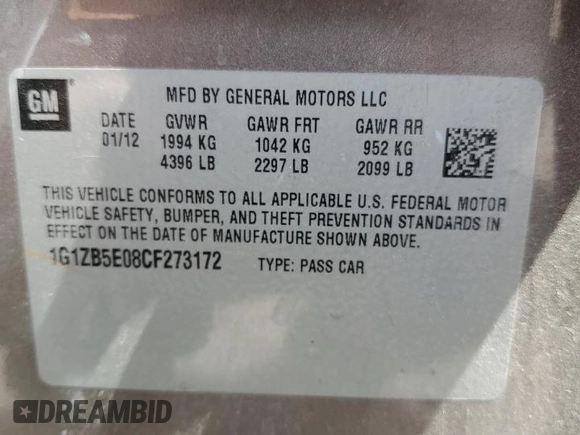 GM
MFD BY GENERAL MOTORS LLC
DATE GVWR GAWR FRT GAWR RR
01/12 1994 KG 1042 KG 952 KG
4396 LB 2297 LB 2099 LB
THIS VEHICLE CONFORMS TO ALL APPLICABLE U.S. FEDERAL MOTOR
VEHICLE SAFETY, BUMPER, AND THEFT PREVENTION STANDARDS IN
EFFECT ON THE DATE OF MANUFACTURE SHOWN ABOVE.
1G1ZB5E08CF273172 TYPE: PASS CAR
DREAMBID